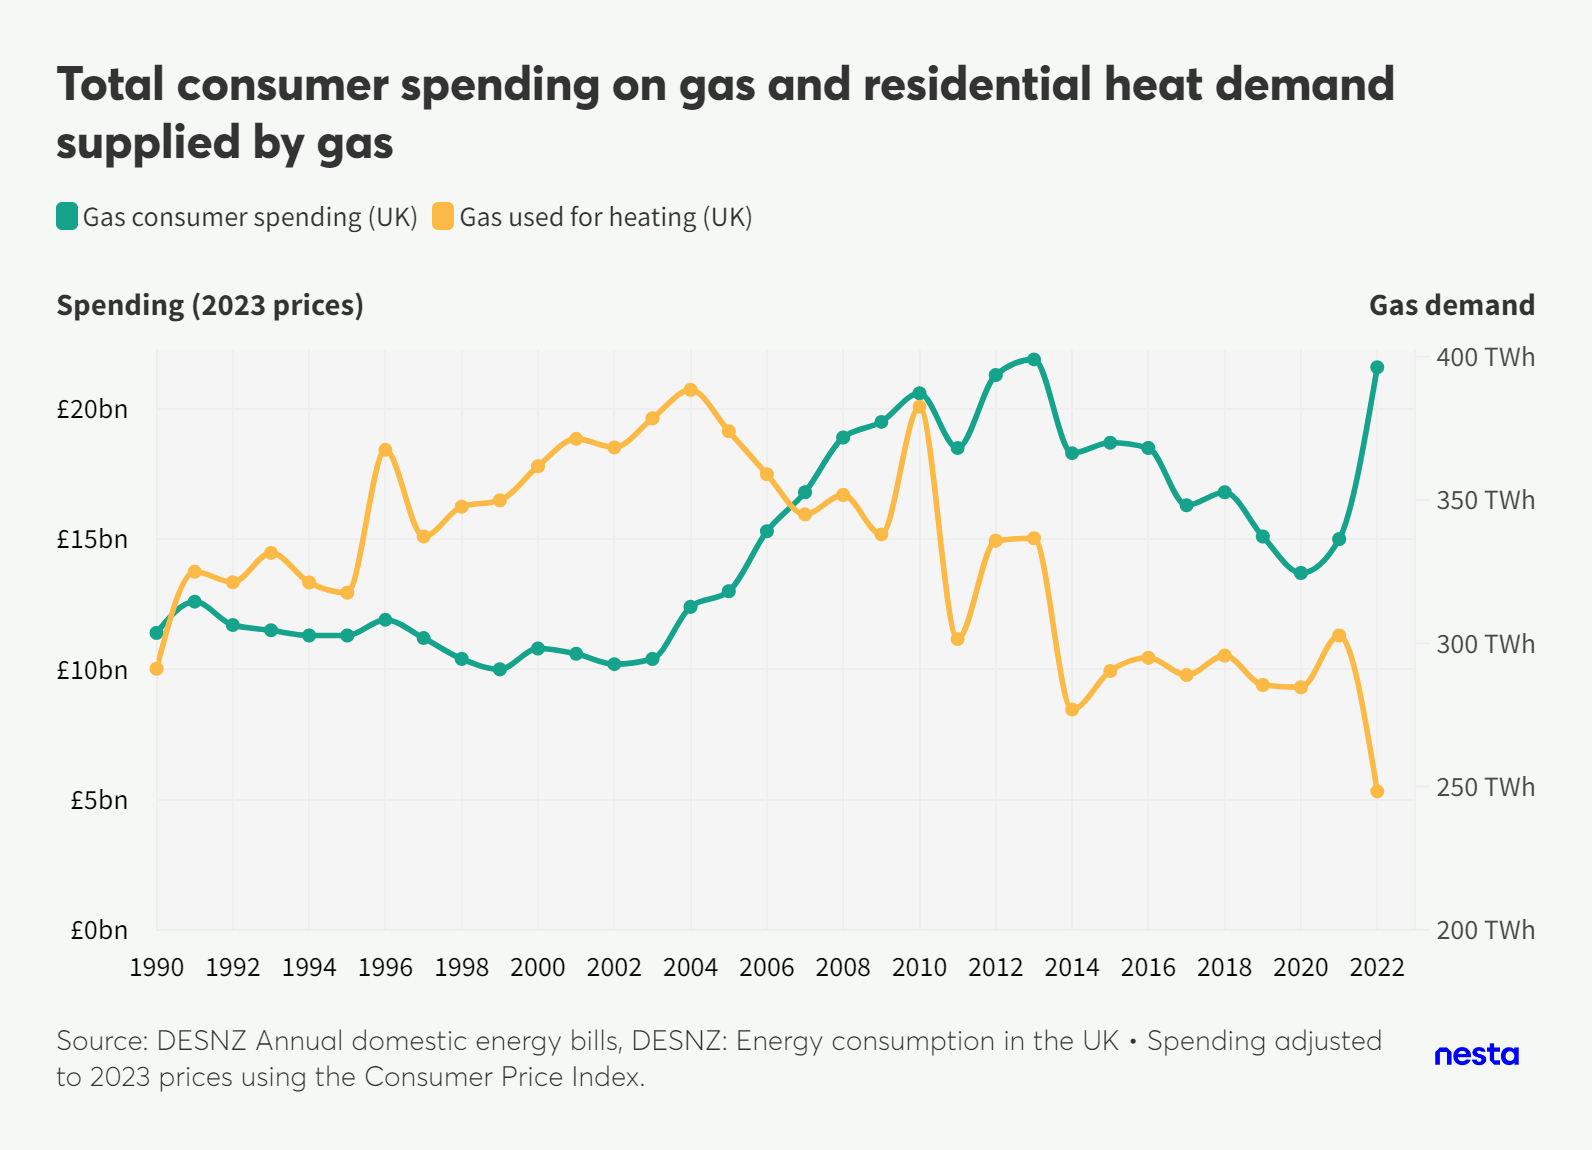 Total consumer spending on gas and residential heat demand
supplied by gas
Gas consumer spending (UK) Gas used for heating (UK)
Spending (2023 prices) Gas demand
400 TWh
£20bn
350 TWh
£15bn
300 TWh
£10bn
250 TWh
£5bn
£0bn 200 TWh
1990 1992 1994 1996 1998 2000 2002 2004 2006 2008 2010 2012 2014 2016 2018 2020 2022
Source: DESNZ Annual domestic energy bills, DESNZ: Energy consumption in the UK • Spending adjusted
to 2023 prices using the Consumer Price Index.
nesta